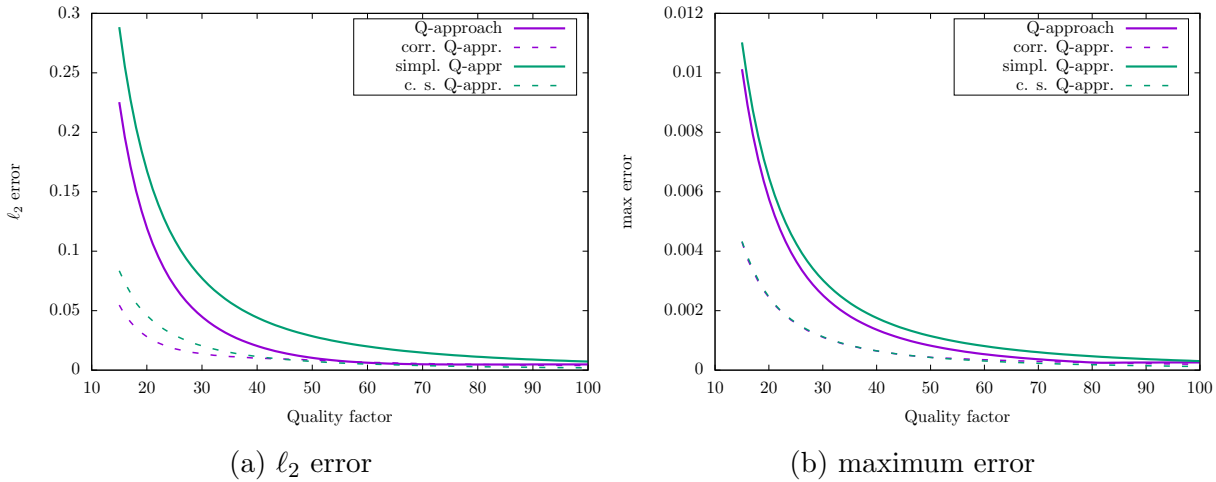 0.3
0.25
0.2
0.15
0.1
0.05
0
10 20 30 40 50 60 70 80 90 100
ℓ₂ error
Quality factor
Q-approach
corr. Q-appr.
simpl. Q-appr
c. s. Q-appr.
(a) ℓ₂ error
0.012
0.01
0.008
0.006
0.004
0.002
0
10 20 30 40 50 60 70 80 90 100
max error
Quality factor
Q-approach
corr. Q-appr.
simpl. Q-appr.
c. s. Q-appr.
(b) maximum error